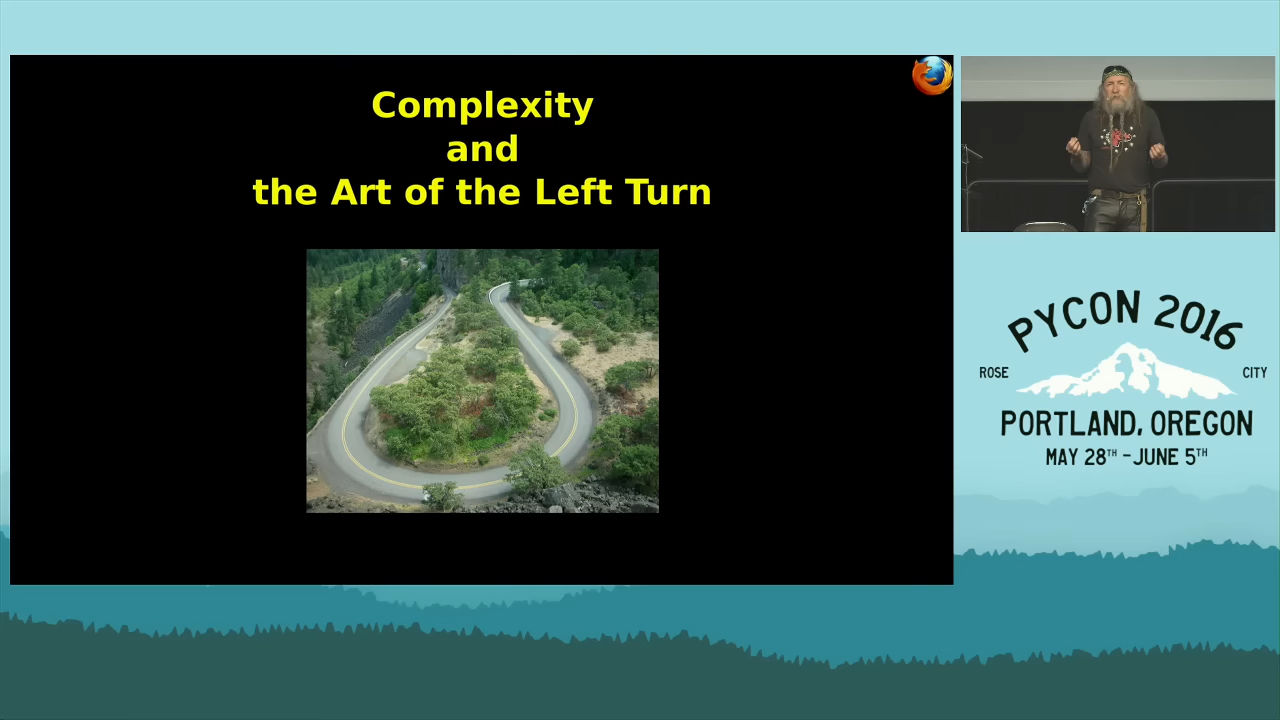 Complexity
and
the Art of the Left Turn
PYCON 2016
ROSE CITY
PORTLAND, OREGON
MAY 28TH - JUNE 5TH